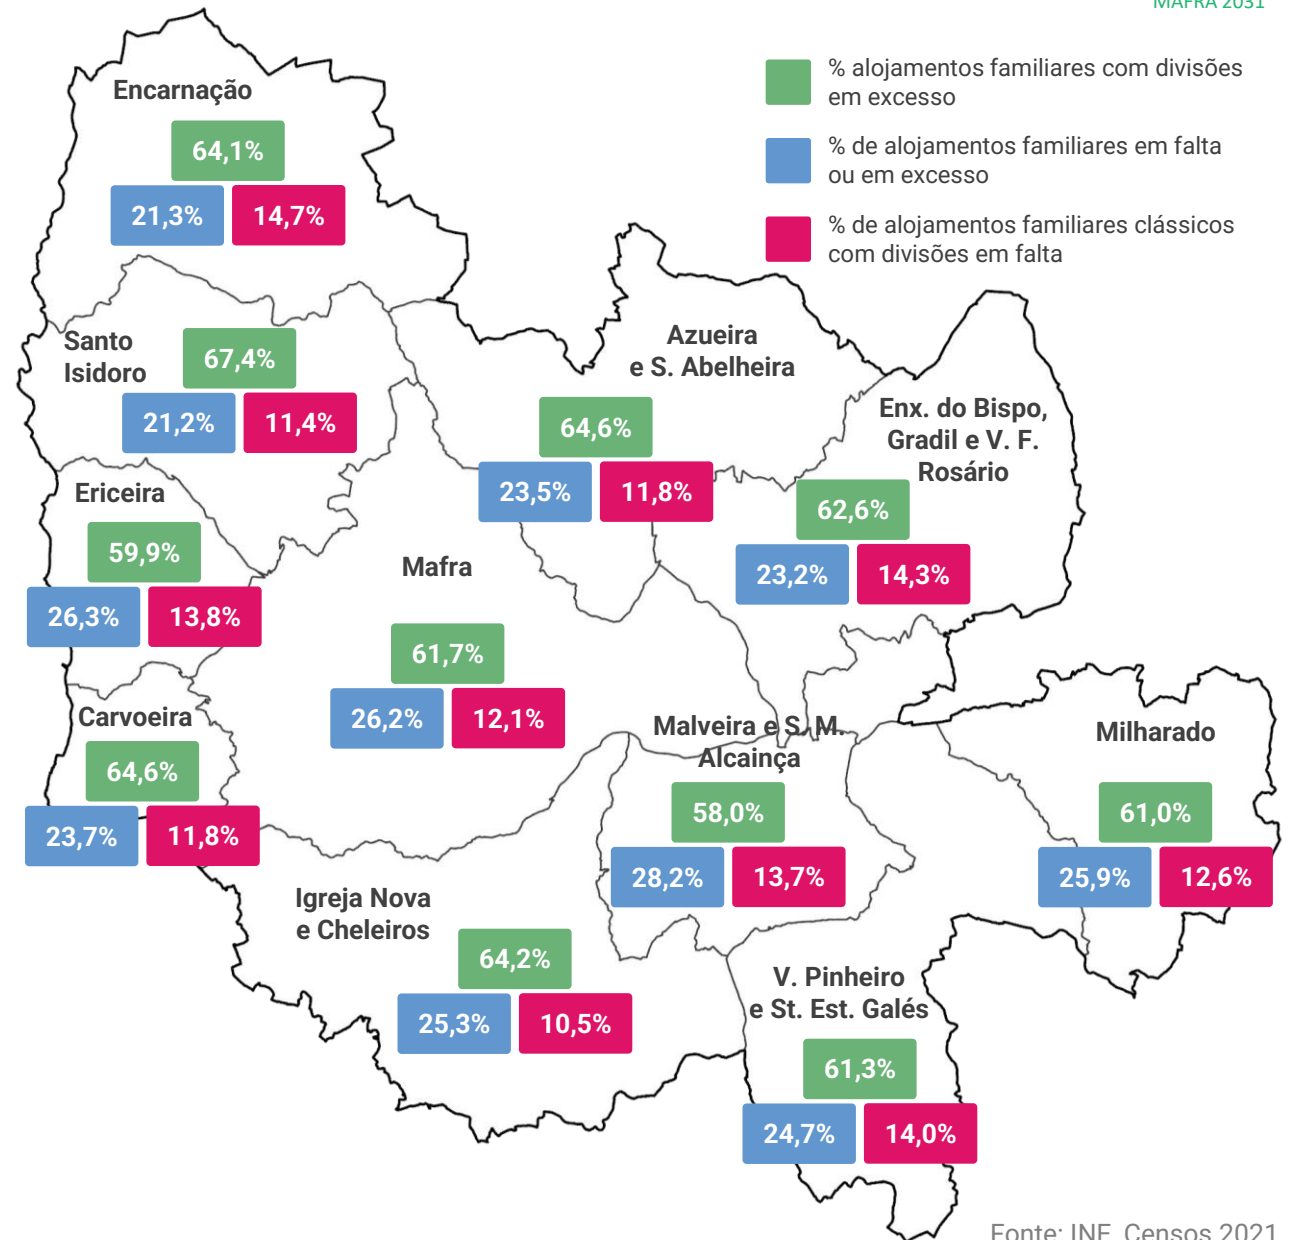 MAFRA 2031
% alojamentos familiares com divisões
em excesso
% de alojamentos familiares em falta
ou em excesso
% de alojamentos familiares clássicos
com divisões em falta
Encarnação
64,1%
21,3% 14,7%
Santo
Isidoro
67,4%
21,2% 11,4%
Azueira
e S. Abelheira
64,6%
23,5% 11,8%
Enx. do Bispo,
Gradil e V. F.
Rosário
62,6%
23,2% 14,3%
Ericeira
59,9%
26,3% 13,8%
Mafra
61,7%
26,2% 12,1%
Carvoeira
64,6%
23,7% 11,8%
Malveira e S. M.
Alcainça
58,0%
28,2% 13,7%
Milharado
61,0%
25,9% 12,6%
Igreja Nova
e Cheleiros
64,2%
25,3% 10,5%
V. Pinheiro
e St. Est. Galés
61,3%
24,7% 14,0%
Fonte: INE, Censos 2021